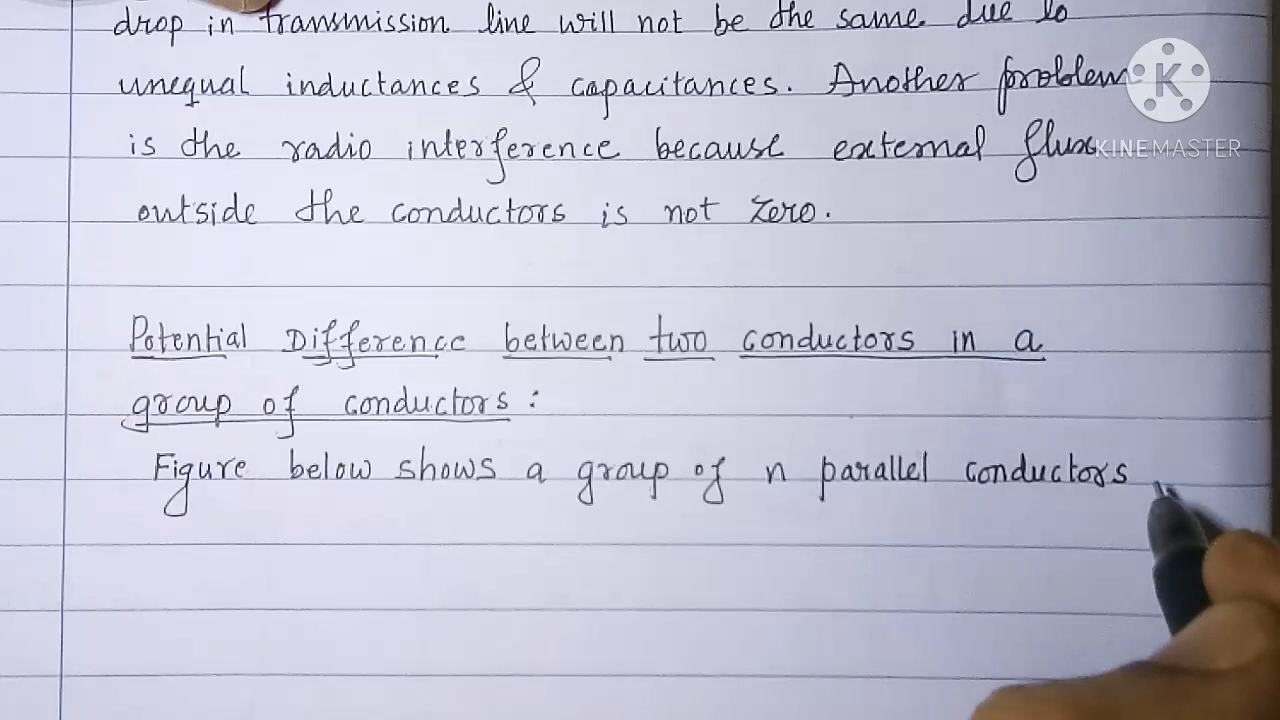 drop in transmission line will not be the same due to
unequal inductances & capacitances. Another problem
is the radio interference because external flux
outside the conductors is not zero.
Potential Difference between two conductors in a
group of conductors:
Figure below shows a group of n parallel conductors
K
KINEMASTER